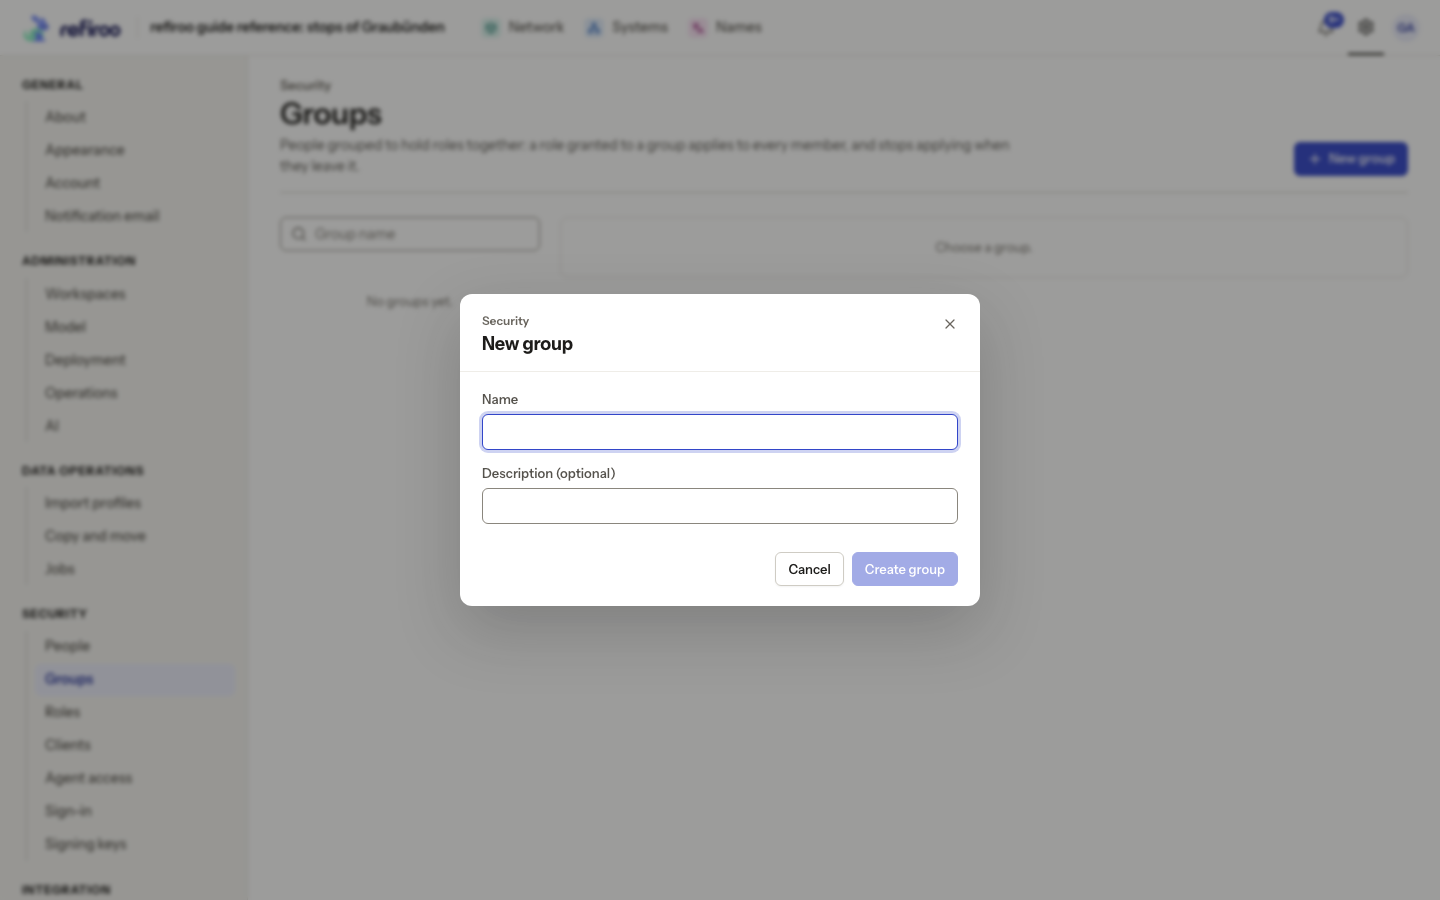 refiroo
refiroo guide reference: stops of Graubünden
Network
Systems
Names
9+
GA
GENERAL
About
Appearance
Account
Notification email
ADMINISTRATION
Workspaces
Model
Deployment
Operations
AI
DATA OPERATIONS
Import profiles
Copy and move
Jobs
SECURITY
People
Groups
Roles
Clients
Agent access
Sign-in
Signing keys
INTEGRATION
Security
Groups
People grouped to hold roles together: a role granted to a group applies to every member, and stops applying when
they leave it.
+ New group
Group name
No groups yet.
Choose a group.
Security
New group
Name
Description (optional)
Cancel
Create group